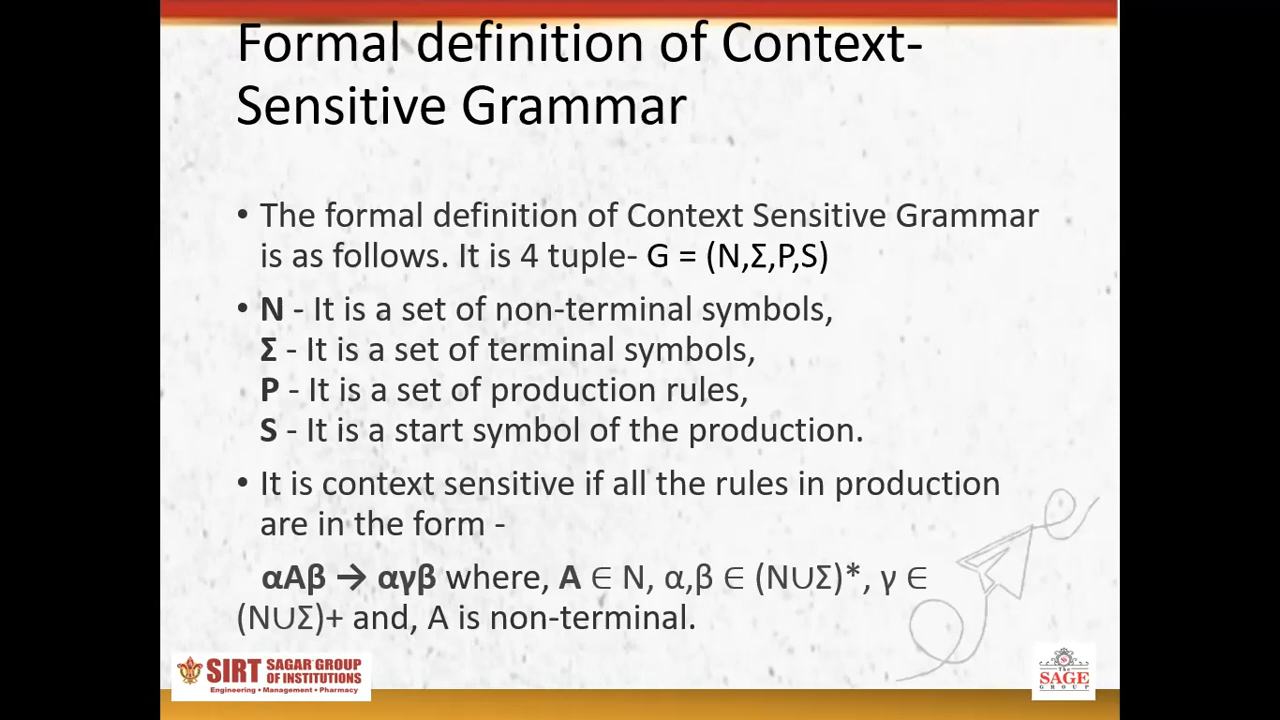 Formal definition of Context-
Sensitive Grammar
• The formal definition of Context Sensitive Grammar
is as follows. It is 4 tuple- G = (N,Σ,P,S)
• N - It is a set of non-terminal symbols,
Σ - It is a set of terminal symbols,
P - It is a set of production rules,
S - It is a start symbol of the production.
• It is context sensitive if all the rules in production
are in the form -
αAβ → αγβ where, A ∈ N, α,β ∈ (N∪Σ)*, γ ∈
(N∪Σ)+ and, A is non-terminal.
SIRT SAGAR GROUP
OF INSTITUTIONS
Engineering • Management • Pharmacy
The
SAGE
GROUP